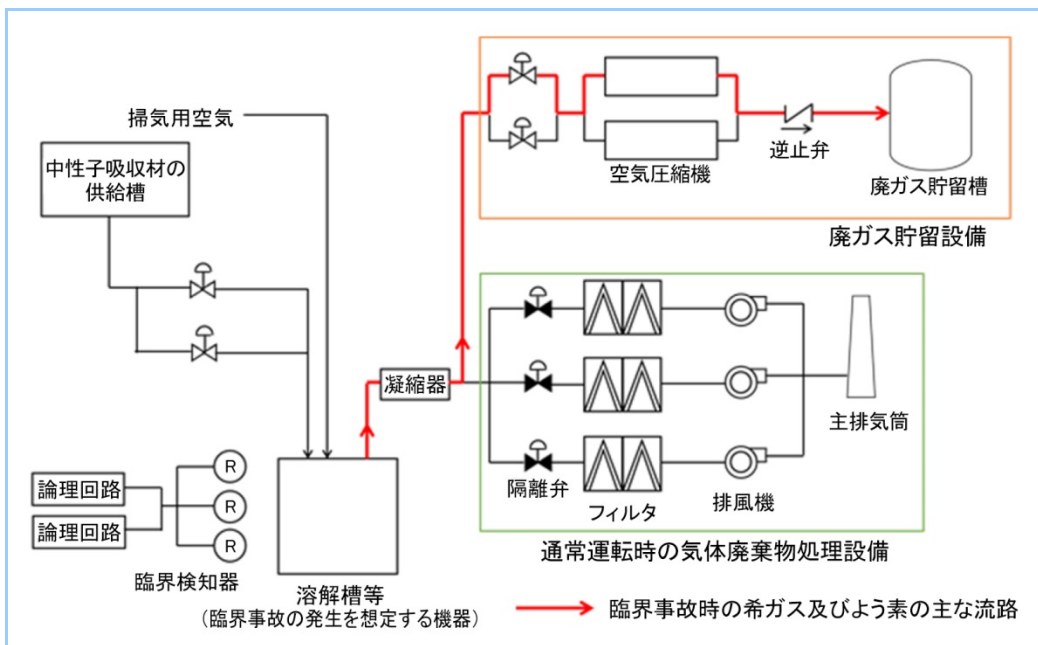 掃気用空気
中性子吸収材の
供給槽
空気圧縮機
逆止弁
廃ガス貯留槽
廃ガス貯留設備
凝縮器
主排気筒
隔離弁
フィルタ
排風機
通常運転時の気体廃棄物処理設備
論理回路
論理回路
R
R
R
臨界検知器
溶解槽等
(臨界事故の発生を想定する機器)
臨界事故時の希ガス及びよう素の主な流路